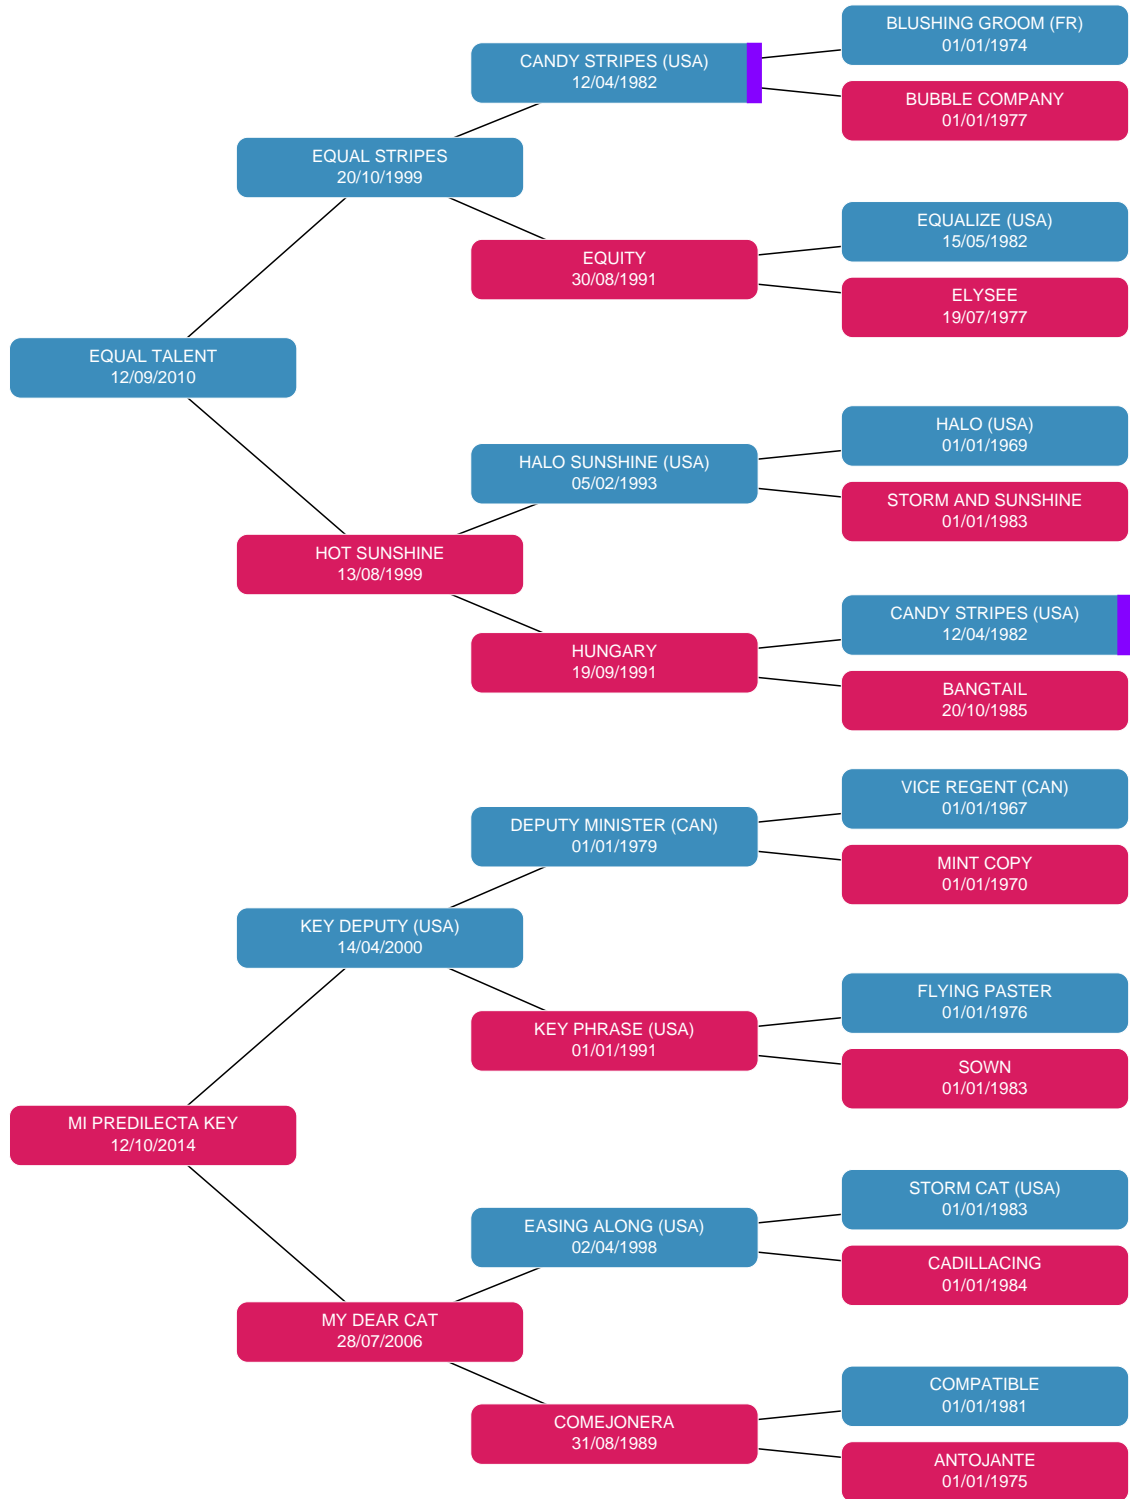 BLUSHING GROOM (FR)
01/01/1974
CANDY STRIPES (USA)
12/04/1982
BUBBLE COMPANY
01/01/1977
EQUAL STRIPES
20/10/1999
EQUALIZE (USA)
15/05/1982
EQUITY
30/08/1991
ELYSEE
19/07/1977
EQUAL TALENT
12/09/2010
HALO (USA)
01/01/1969
HALO SUNSHINE (USA)
05/02/1993
STORM AND SUNSHINE
01/01/1983
HOT SUNSHINE
13/08/1999
CANDY STRIPES (USA)
12/04/1982
HUNGARY
19/09/1991
BANGTAIL
20/10/1985
VICE REGENT (CAN)
01/01/1967
DEPUTY MINISTER (CAN)
01/01/1979
MINT COPY
01/01/1970
KEY DEPUTY (USA)
14/04/2000
FLYING PASTER
01/01/1976
KEY PHRASE (USA)
01/01/1991
SOWN
01/01/1983
MI PREDILECTA KEY
12/10/2014
STORM CAT (USA)
01/01/1983
EASING ALONG (USA)
02/04/1998
CADILLACING
01/01/1984
MY DEAR CAT
28/07/2006
COMPATIBLE
01/01/1981
COMEJONERA
31/08/1989
ANTOJANTE
01/01/1975